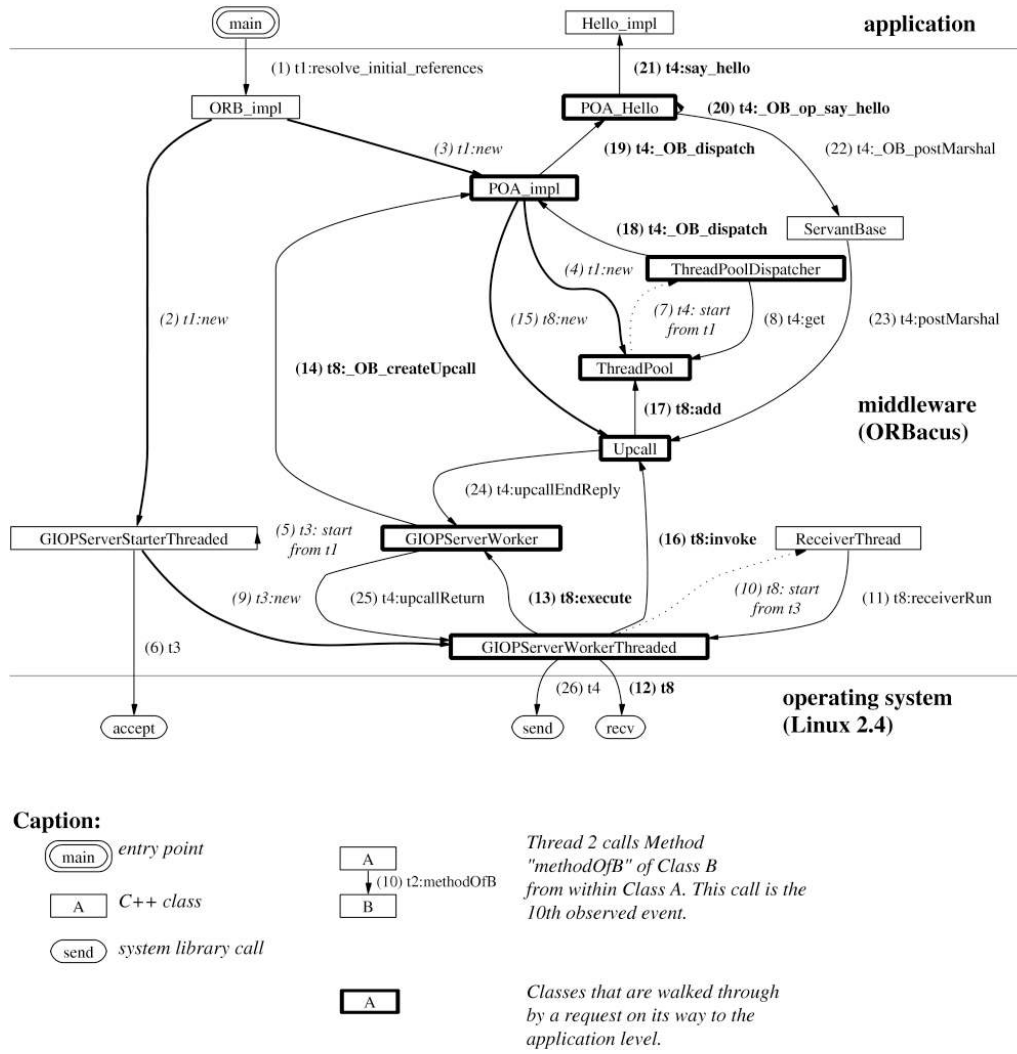 main
Hello_impl
application
(1) t1:resolve_initial_references
(21) t4:say_hello
ORB_impl
POA_Hello
(20) t4:_OB_op_say_hello
(3) t1:new
(19) t4:_OB_dispatch
(22) t4:_OB_postMarshal
POA_impl
(18) t4:_OB_dispatch
ServantBase
(4) t1:new
ThreadPoolDispatcher
(2) t1:new
(15) t8:new
(7) t4: start
from t1
(8) t4:get
(23) t4:postMarshal
(14) t8:_OB_createUpcall
ThreadPool
(17) t8:add
middleware
(ORBacus)
Upcall
(24) t4:upcallEndReply
GIOPServerStarterThreaded
(5) t3: start
from t1
GIOPServerWorker
(16) t8:invoke
ReceiverThread
(9) t3:new
(25) t4:upcallReturn
(13) t8:execute
(10) t8: start
from t3
(11) t8:receiverRun
GIOPServerWorkerThreaded
(6) t3
(26) t4
(12) t8
operating system
(Linux 2.4)
accept
send
recv
Caption:
main
entry point
A
C++ class
send
system library call
A
(10) t2:methodOfB
B
Thread 2 calls Method
"methodOfB" of Class B
from within Class A. This call is the
10th observed event.
A
Classes that are walked through
by a request on its way to the
application level.